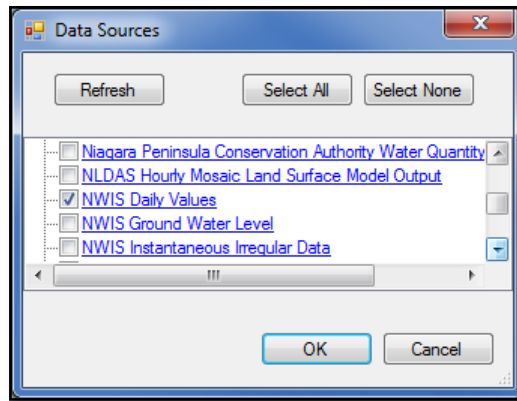 Data Sources
Refresh Select All Select None
Niagara Peninsula Conservation Authority Water Quantity
NLDAS Hourly Mosaic Land Surface Model Output
NWIS Daily Values
NWIS Ground Water Level
NWIS Instantaneous Irregular Data
OK Cancel